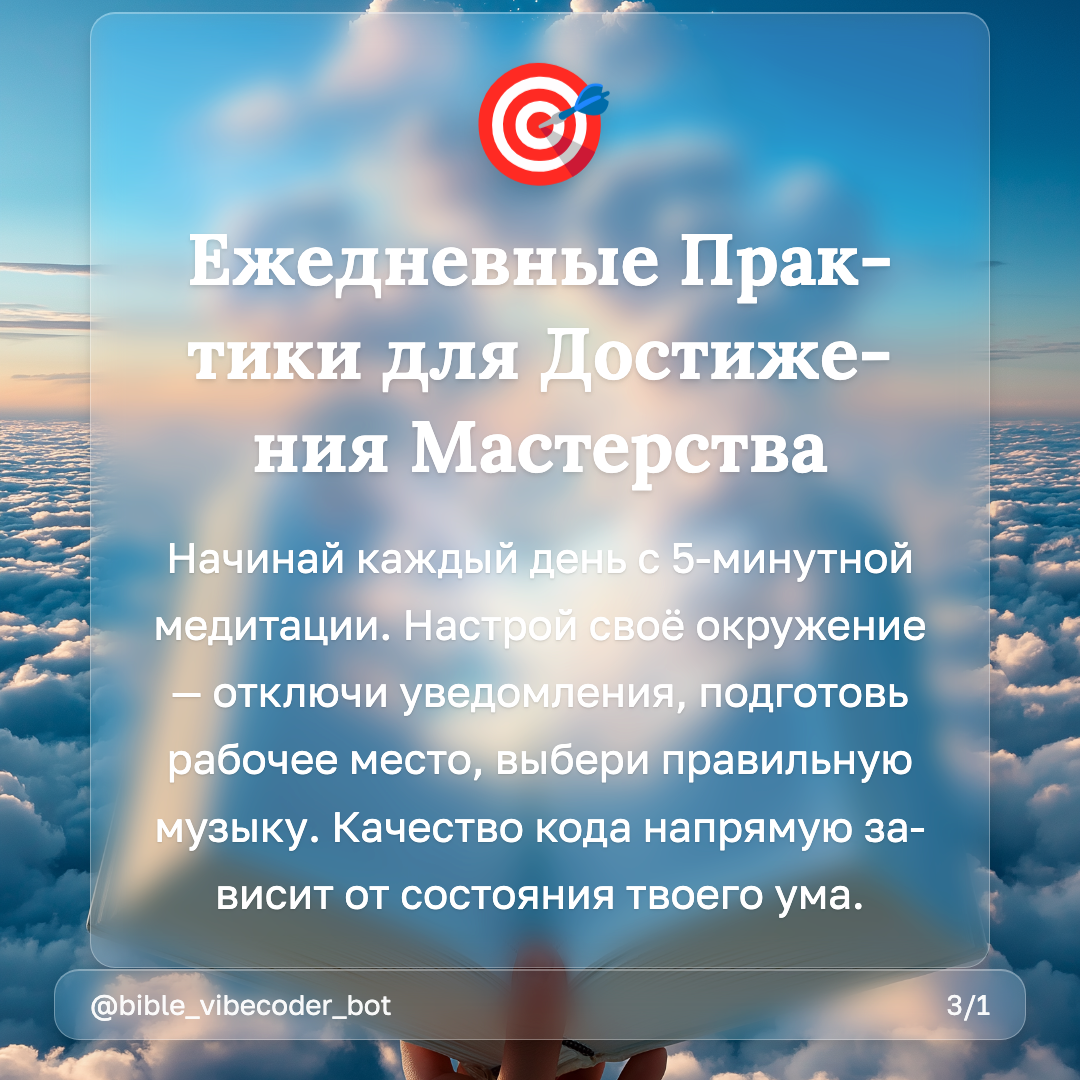 Ежедневные Прак-
тики для Достиже-
ния Мастерства
Начинай каждый день с 5-минутной
медитации. Настрой своё окружение
— отключи уведомления, подготовь
рабочее место, выбери правильную
музыку. Качество кода напрямую за-
висит от состояния твоего ума.
@bible_vibecoder_bot 3/1